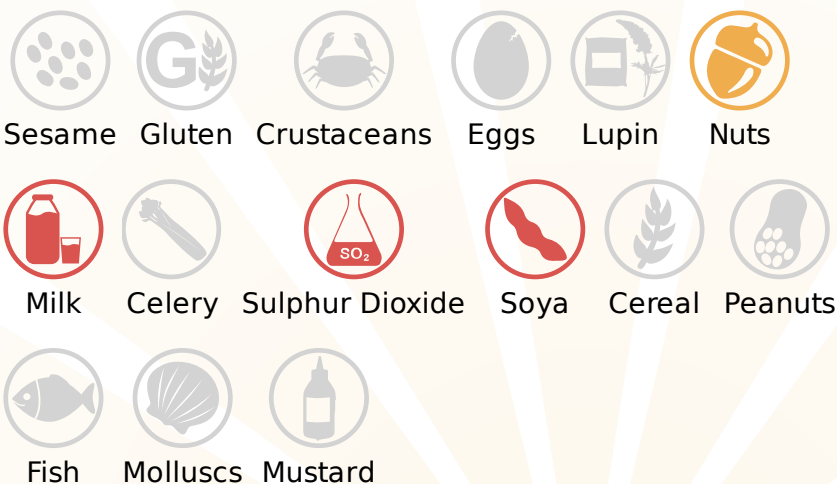 G
Sesame Gluten Crustaceans Eggs Lupin Nuts
SO₂
Milk Celery Sulphur Dioxide Soya Cereal Peanuts
Fish Molluscs Mustard